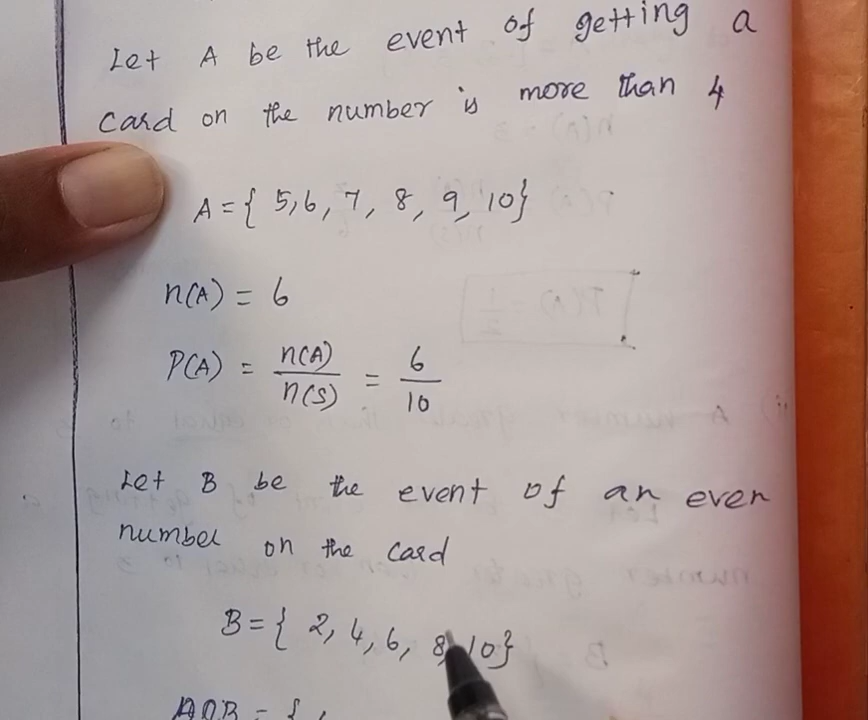 Let A be the event of getting a
card on the number is more than 4
A = { 5,6, 7, 8, 9, 10}
n(A) = 6
P(A) = n(A)/n(S) = 6/10
Let B be the event of an even
number on the card
B = { 2, 4, 6, 8, 10}
A∩B = {